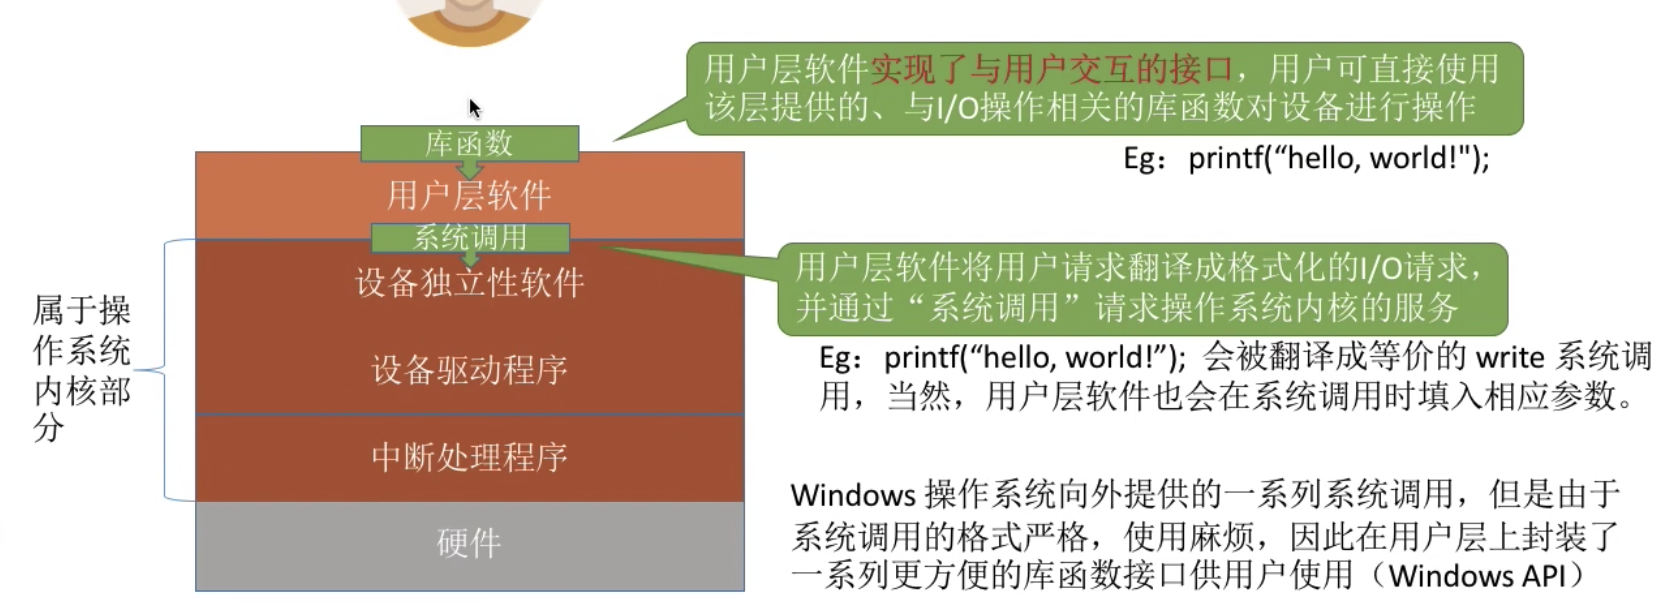 用户层软件实现了与用户交互的接口，用户可直接使用
该层提供的、与I/O操作相关的库函数对设备进行操作
库函数
Eg：printf(“hello, world!");
用户层软件
系统调用
用户层软件将用户请求翻译成格式化的I/O请求，
并通过“系统调用”请求操作系统内核的服务
设备独立性软件
属于操
作系统
内核部
分
Eg：printf(“hello, world!”); 会被翻译成等价的 write 系统调
用，当然，用户层软件也会在系统调用时填入相应参数。
设备驱动程序
中断处理程序
Windows 操作系统向外提供的一系列系统调用，但是由于
系统调用的格式严格，使用麻烦，因此在用户层上封装了
一系列更方便的库函数接口供用户使用（Windows API）
硬件